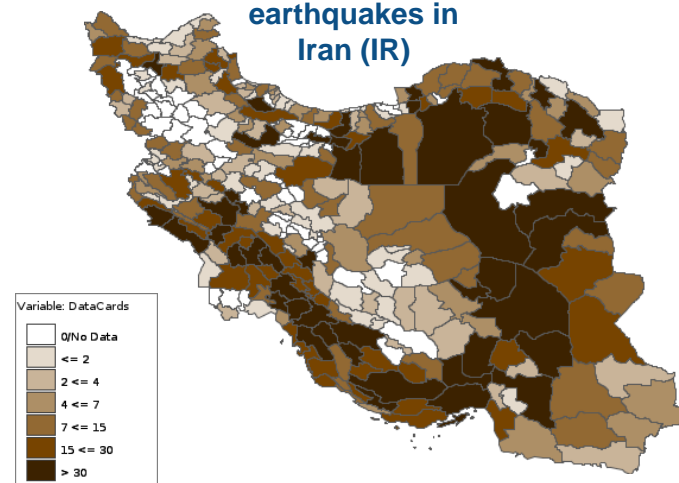 earthquakes in
Iran (IR)
Variable: DataCards
0/No Data
<= 2
2 <= 4
4 <= 7
7 <= 15
15 <= 30
> 30